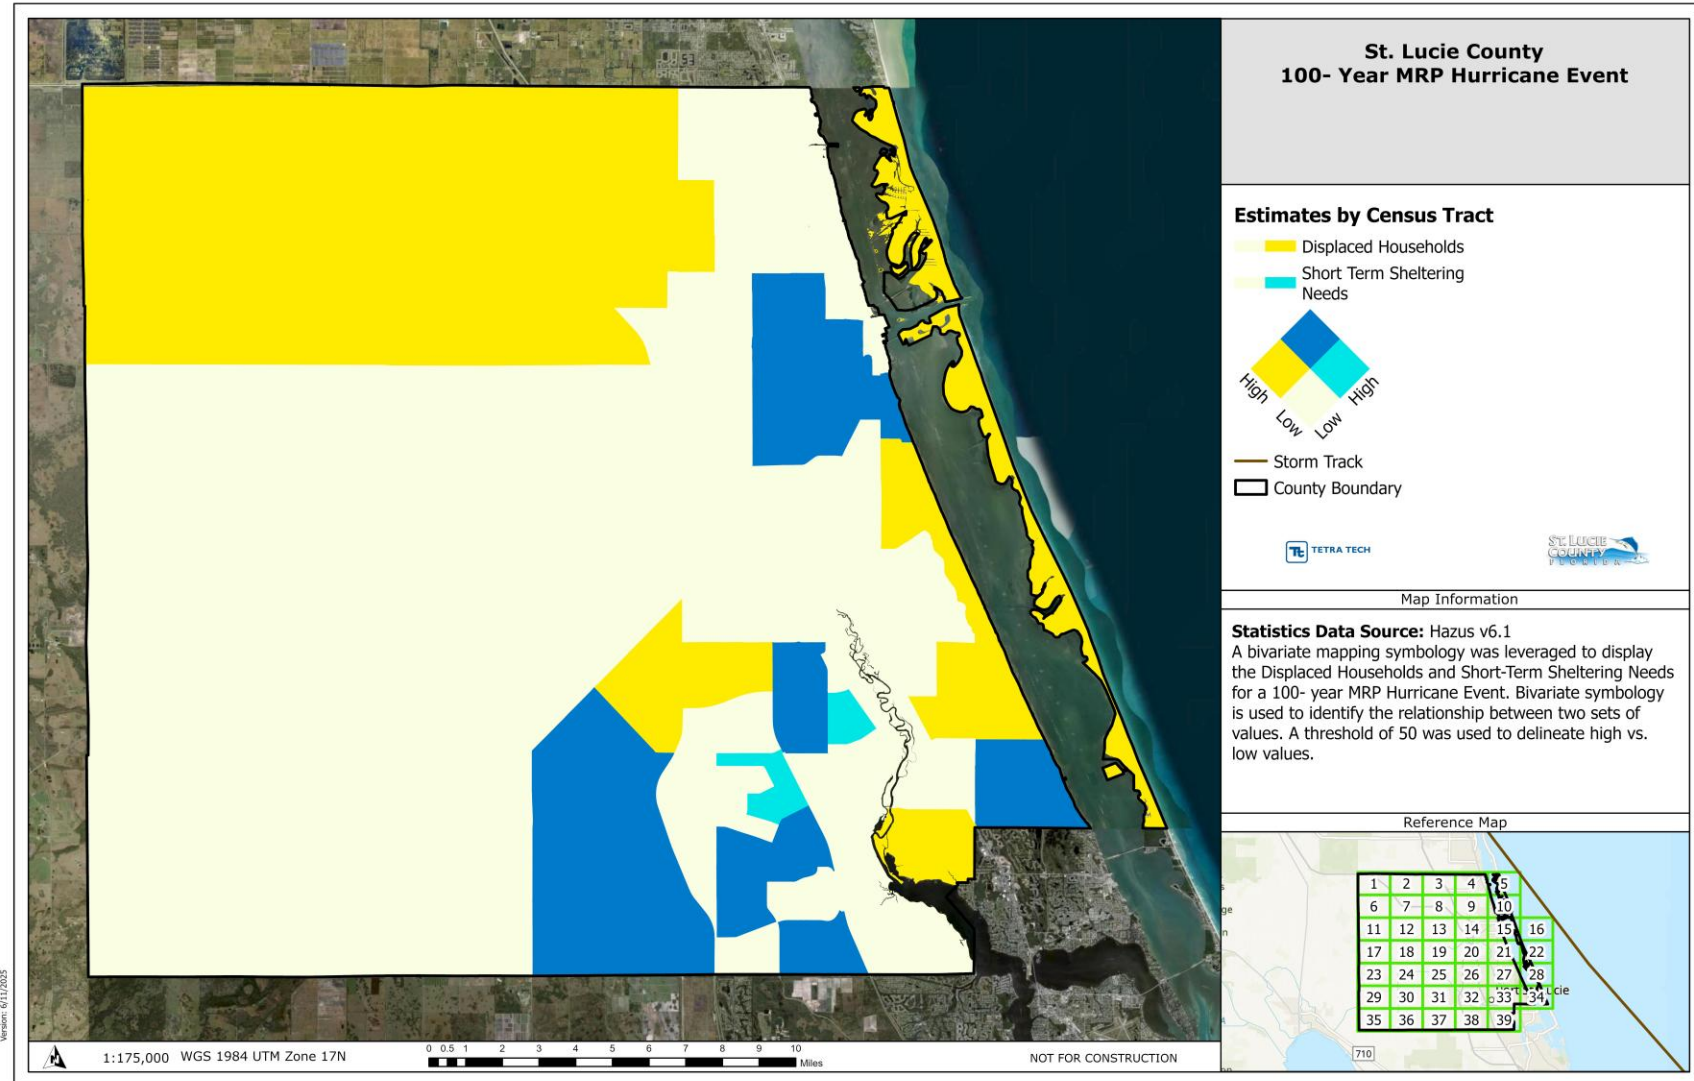 St. Lucie County
100- Year MRP Hurricane Event
Estimates by Census Tract
Displaced Households
Short Term Sheltering
Needs
High
Low
Low
High
Storm Track
County Boundary
Tt TETRA TECH
ST. LUCIE
COUNTY
FLORIDA
Map Information
Statistics Data Source: Hazus v6.1
A bivariate mapping symbology was leveraged to display
the Displaced Households and Short-Term Sheltering Needs
for a 100- year MRP Hurricane Event. Bivariate symbology
is used to identify the relationship between two sets of
values. A threshold of 50 was used to delineate high vs.
low values.
Reference Map
1 2 3 4 5
6 7 8 9 10
11 12 13 14 15 16
17 18 19 20 21 22
23 24 25 26 27 28
29 30 31 32 33 34
35 36 37 38 39
710
Version: 6/11/2025
N
1:175,000 WGS 1984 UTM Zone 17N
0 0.5 1 2 3 4 5 6 7 8 9 10
Miles
NOT FOR CONSTRUCTION